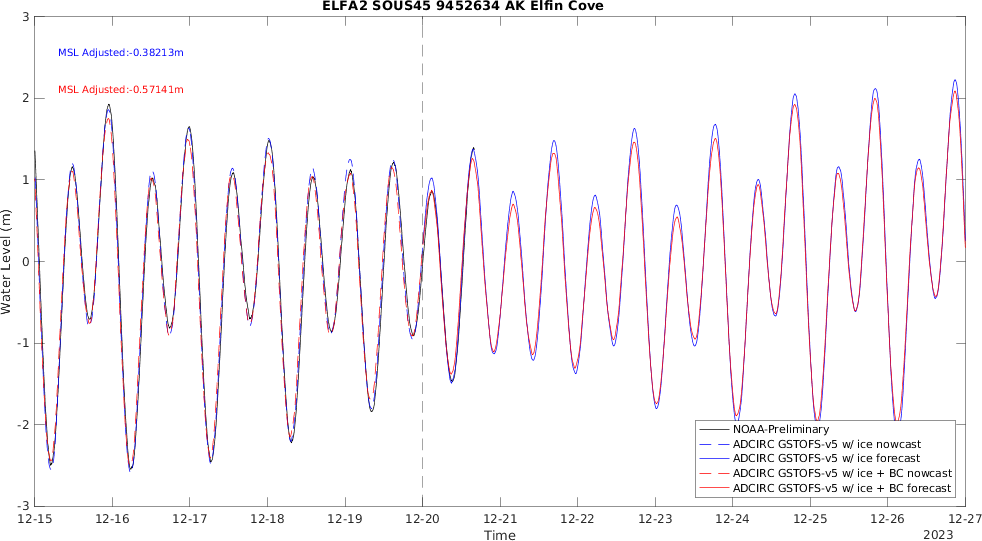 ELFA2 SOUS45 9452634 AK Elfin Cove
3
2
1
0
-1
-2
-3
Water Level (m)
MSL Adjusted:-0.38213m
MSL Adjusted:-0.57141m
NOAA-Preliminary
ADCIRC GSTOFS-v5 w/ ice nowcast
ADCIRC GSTOFS-v5 w/ ice forecast
ADCIRC GSTOFS-v5 w/ ice + BC nowcast
ADCIRC GSTOFS-v5 w/ ice + BC forecast
12-15 12-16 12-17 12-18 12-19 12-20 12-21 12-22 12-23 12-24 12-25 12-26 12-27
Time
2023